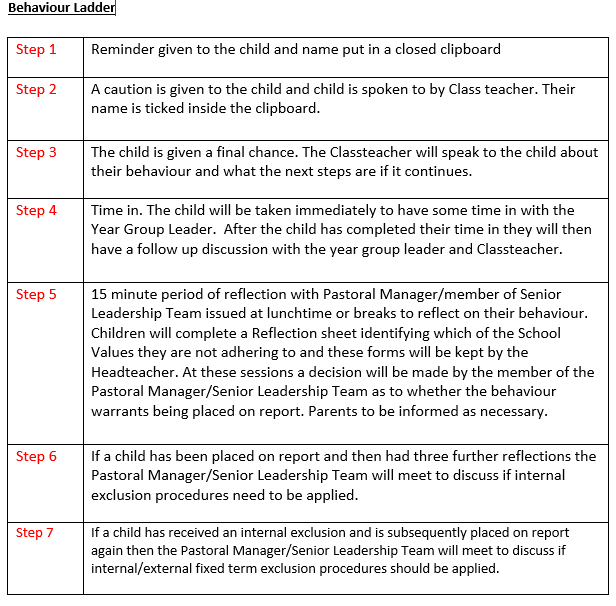 Behaviour Ladder
Step 1 Reminder given to the child and name put in a closed clipboard
Step 2 A caution is given to the child and child is spoken to by Class teacher. Their
name is ticked inside the clipboard.
Step 3 The child is given a final chance. The Classteacher will speak to the child about
their behaviour and what the next steps are if it continues.
Step 4 Time in. The child will be taken immediately to have some time in with the
Year Group Leader.  After the child has completed their time in they will then
have a follow up discussion with the year group leader and Classteacher.
Step 5 15 minute period of reflection with Pastoral Manager/member of Senior
Leadership Team issued at lunchtime or breaks to reflect on their behaviour.
Children will complete a Reflection sheet identifying which of the School
Values they are not adhering to and these forms will be kept by the
Headteacher. At these sessions a decision will be made by the member of the
Pastoral Manager/Senior Leadership Team as to whether the behaviour
warrants being placed on report. Parents to be informed as necessary.
Step 6 If a child has been placed on report and then had three further reflections the
Pastoral Manager/Senior Leadership Team will meet to discuss if internal
exclusion procedures need to be applied.
Step 7 If a child has received an internal exclusion and is subsequently placed on report
again then the Pastoral Manager/Senior Leadership Team will meet to discuss if
internal/external fixed term exclusion procedures should be applied.